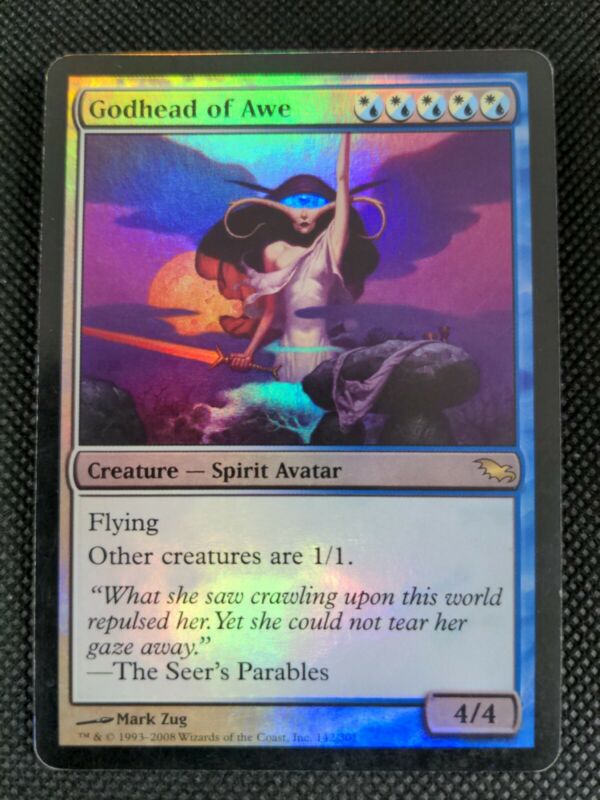 Godhead of Awe
Creature — Spirit Avatar
Flying
Other creatures are 1/1.
“What she saw crawling upon this world
repulsed her. Yet she could not tear her
gaze away.”
—The Seer's Parables
4/4
Mark Zug
™ & © 1993–2008 Wizards of the Coast, Inc. 142/301